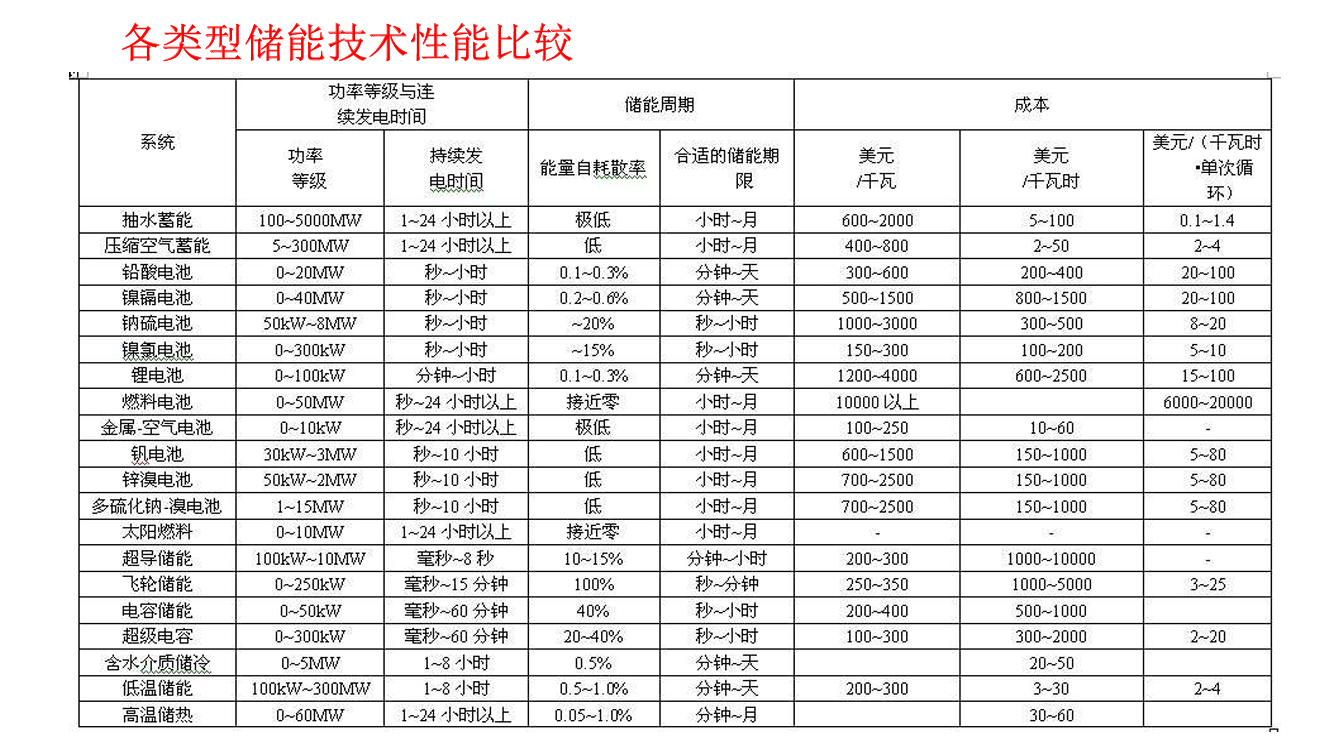 各类型储能技术性能比较
系统 功率等级与连续发电时间 储能周期 成本
功率等级 持续发电时间 能量自耗散率 合适的储能期限 美元/千瓦 美元/千瓦时 美元/（千瓦时·单次循环）
抽水蓄能 100~5000MW 1~24 小时以上 极低 小时~月 600~2000 5~100 0.1~1.4
压缩空气蓄能 5~300MW 1~24 小时以上 低 小时~月 400~800 2~50 2~4
铅酸电池 0~20MW 秒~小时 0.1~0.3% 分钟~天 300~600 200~400 20~100
镍镉电池 0~40MW 秒~小时 0.2~0.6% 分钟~天 500~1500 800~1500 20~100
钠硫电池 50kW~8MW 秒~小时 ~20% 秒~小时 1000~3000 300~500 8~20
镍氯电池 0~300kW 秒~小时 ~15% 秒~小时 150~300 100~200 5~10
锂电池 0~100kW 分钟~小时 0.1~0.3% 分钟~天 1200~4000 600~2500 15~100
燃料电池 0~50MW 秒~24 小时以上 接近零 小时~月 10000 以上 6000~20000
金属-空气电池 0~10kW 秒~24 小时以上 极低 小时~月 100~250 10~60 -
钒电池 30kW~3MW 秒~10 小时 低 小时~月 600~1500 150~1000 5~80
锌溴电池 50kW~2MW 秒~10 小时 低 小时~月 700~2500 150~1000 5~80
多硫化钠-溴电池 1~15MW 秒~10 小时 低 小时~月 700~2500 150~1000 5~80
太阳燃料 0~10MW 1~24 小时以上 接近零 小时~月 - - -
超导储能 100kW~10MW 毫秒~8 秒 10~15% 分钟~小时 200~300 1000~10000 -
飞轮储能 0~250kW 毫秒~15 分钟 100% 秒~分钟 250~350 1000~5000 3~25
电容储能 0~50kW 毫秒~60 分钟 40% 秒~小时 200~400 500~1000
超级电容 0~300kW 毫秒~60 分钟 20~40% 秒~小时 100~300 300~2000 2~20
含水介质储冷 0~5MW 1~8 小时 0.5% 分钟~天 20~50
低温储能 100kW~300MW 1~8 小时 0.5~1.0% 分钟~天 200~300 3~30 2~4
高温储热 0~60MW 1~24 小时以上 0.05~1.0% 分钟~月 30~60